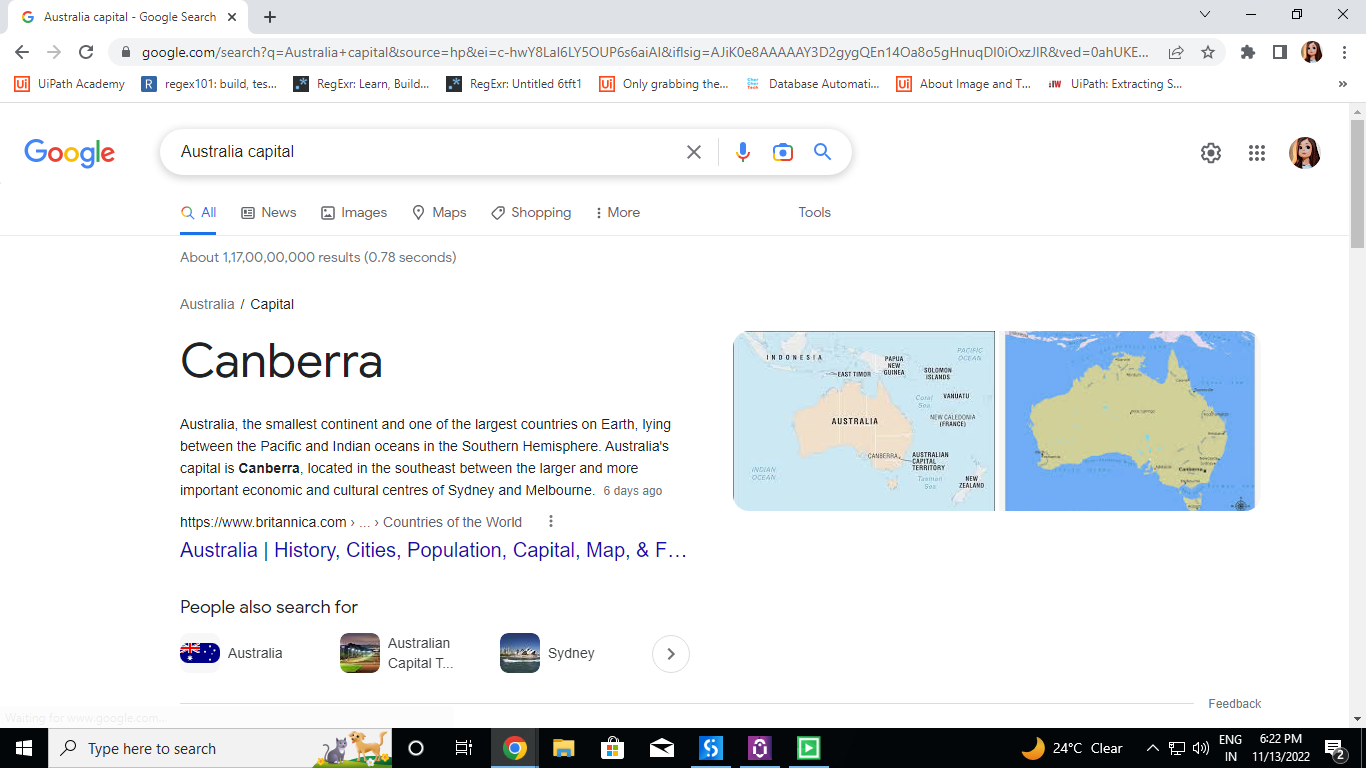 Australia capital - Google Search
google.com/search?q=Australia+capital&source=hp&ei=c-hwY8LaI6LY5OUP6s6aiAI&iflsig=AJiK0e8AAAAAY3D2gygQEn14Oa8o5gHnuqDI0iOxzJIR&ved=0ahUKE...
UiPath Academy
regex101: build, tes...
RegExr: Learn, Build...
RegExr: Untitled 6tft1
Only grabbing the...
Database Automati...
About Image and T...
UiPath: Extracting S...
»
Google
Australia capital
All
News
Images
Maps
Shopping
More
Tools
About 1,17,00,00,000 results (0.78 seconds)
Australia / Capital
Canberra
Australia, the smallest continent and one of the largest countries on Earth, lying
between the Pacific and Indian oceans in the Southern Hemisphere. Australia's
capital is Canberra, located in the southeast between the larger and more
important economic and cultural centres of Sydney and Melbourne. 6 days ago
https://www.britannica.com › ... › Countries of the World
Australia | History, Cities, Population, Capital, Map, & F...
INDONESIA
PACIFIC
OCEAN
PAPUA
NEW
GUINEA
EAST TIMOR
SOLOMON
ISLANDS
Coral
Sea
VANUATU
NEW CALEDONIA
(FRANCE)
AUSTRALIA
CANBERRA
AUSTRALIAN
CAPITAL
TERRITORY
INDIAN
OCEAN
Tasman
Sea
NEW
ZEALAND
Canberra
People also search for
Australia
Australian
Capital T...
Sydney
Feedback
Waiting for www.google.com...
Type here to search
24°C Clear
ENG
IN
6:22 PM
11/13/2022
2